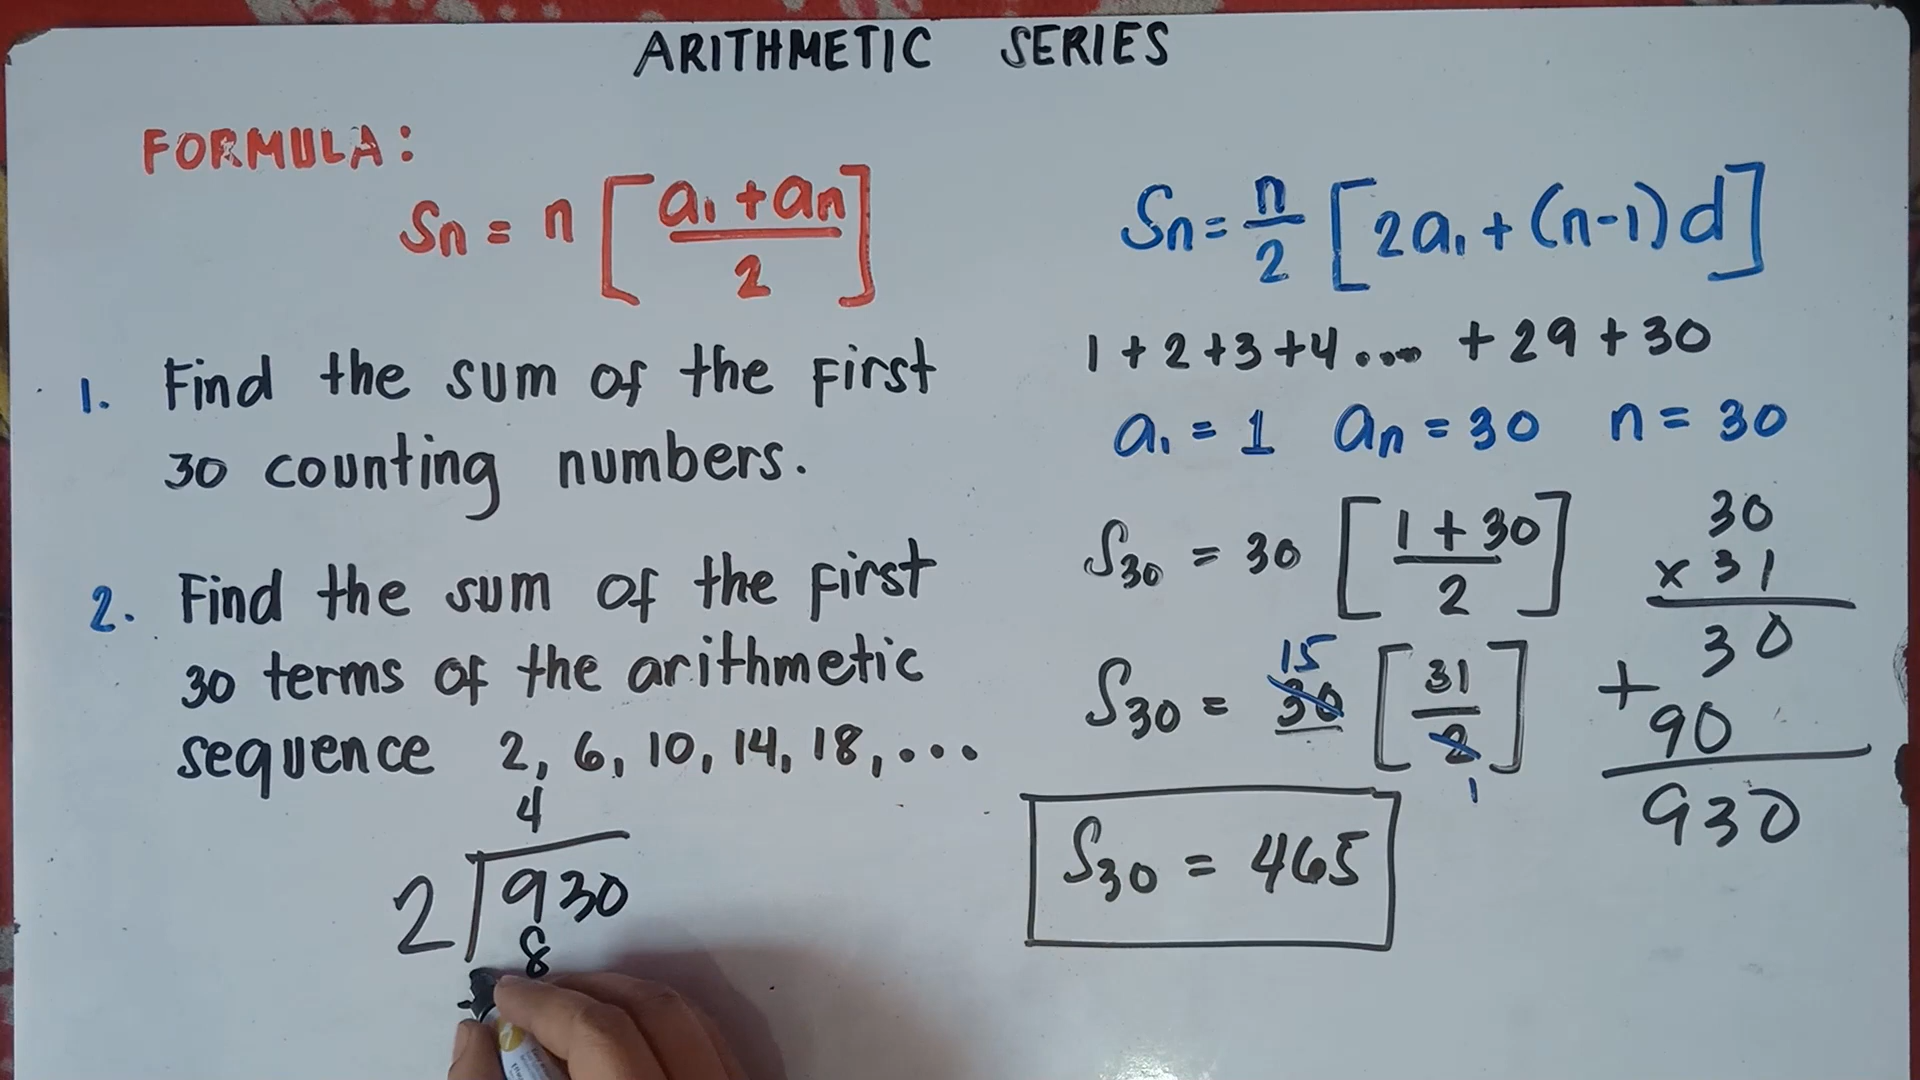 ARITHMETIC SERIES
FORMULA:
Sn = n [ a₁ + an / 2 ]
Sn = n/2 [ 2a₁ + (n-1)d ]
1. Find the sum of the first
30 counting numbers.
2. Find the sum of the first
30 terms of the arithmetic
sequence 2, 6, 10, 14, 18, ...
4
2 930
8
1 + 2 + 3 + 4 .... + 29 + 30
a₁ = 1 an = 30 n = 30
S₃₀ = 30 [ 1 + 30 / 2 ]
15
S₃₀ = 30 [ 31 / 2 ]
1
S₃₀ = 465
30
x 31
30
+
90
930